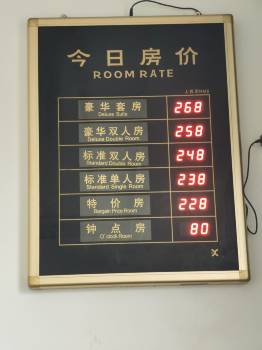 今日房价
ROOM RATE
豪华套房 268
Deluxe Suite
豪华双人房 258
Deluxe Double Room
标准双人房 248
Standard Double Room
标准单人房 238
Standard Single Room
特价房 228
Bargain Price Room
钟点房 80
O'clock Room